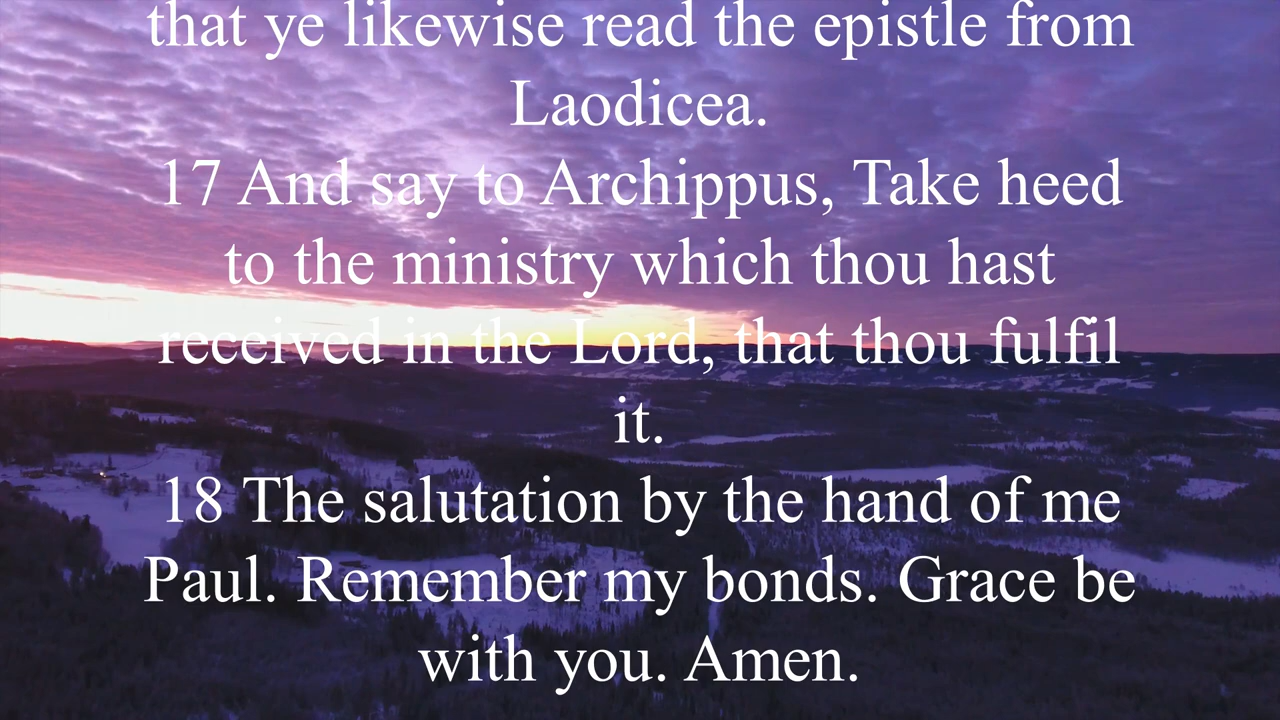 that ye likewise read the epistle from
Laodicea.
17 And say to Archippus, Take heed
to the ministry which thou hast
received in the Lord, that thou fulfil
it.
18 The salutation by the hand of me
Paul. Remember my bonds. Grace be
with you. Amen.